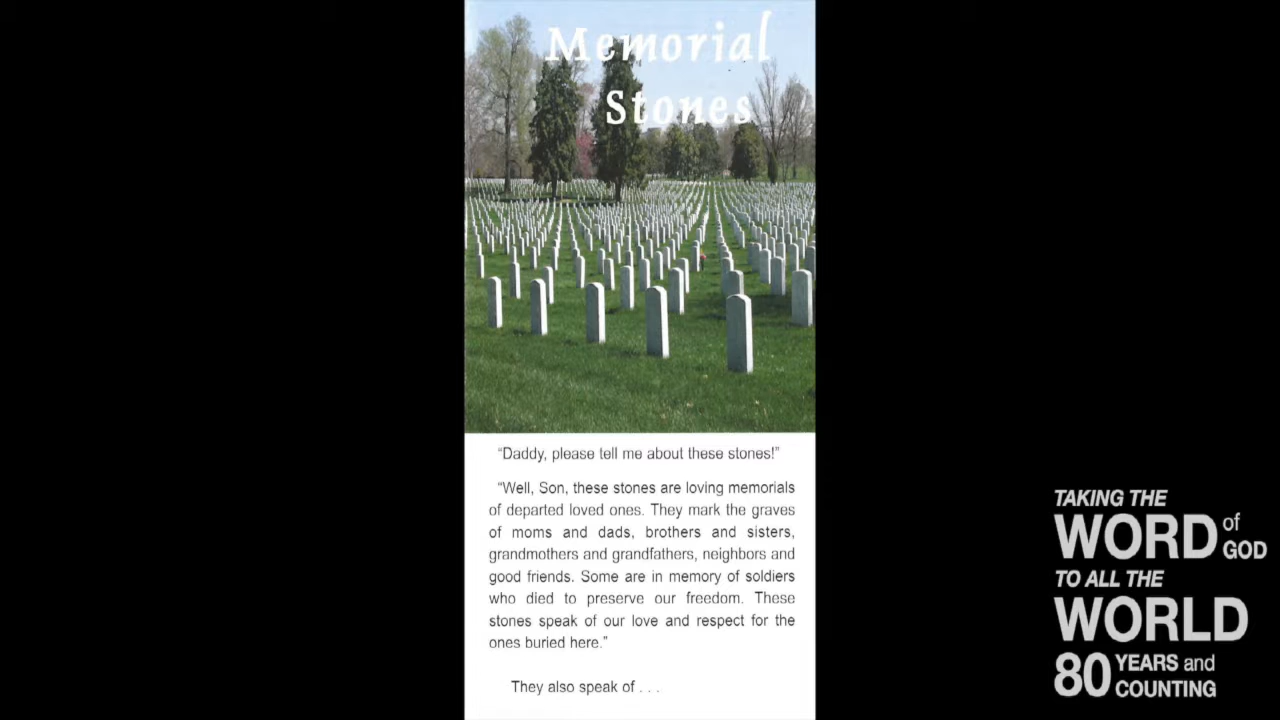 Memorial
Stones
“Daddy, please tell me about these stones!”
“Well, Son, these stones are loving memorials
of departed loved ones. They mark the graves
of moms and dads, brothers and sisters,
grandmothers and grandfathers, neighbors and
good friends. Some are in memory of soldiers
who died to preserve our freedom. These
stones speak of our love and respect for the
ones buried here.”
They also speak of . . .
TAKING THE
WORD of GOD
TO ALL THE
WORLD
80 YEARS and
COUNTING